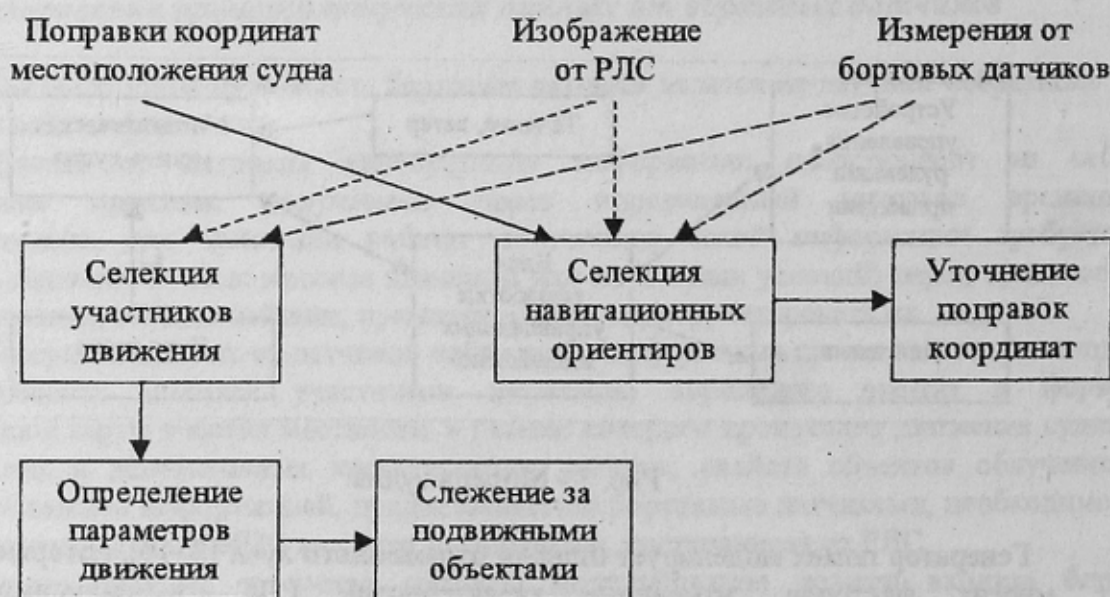 Поправки координат
местоположения судна
Изображение
от РЛС
Измерения от
бортовых датчиков
Селекция
участников
движения
Селекция
навигационных
ориентиров
Уточнение
поправок
координат
Определение
параметров
движения
Слежение за
подвижными
объектами